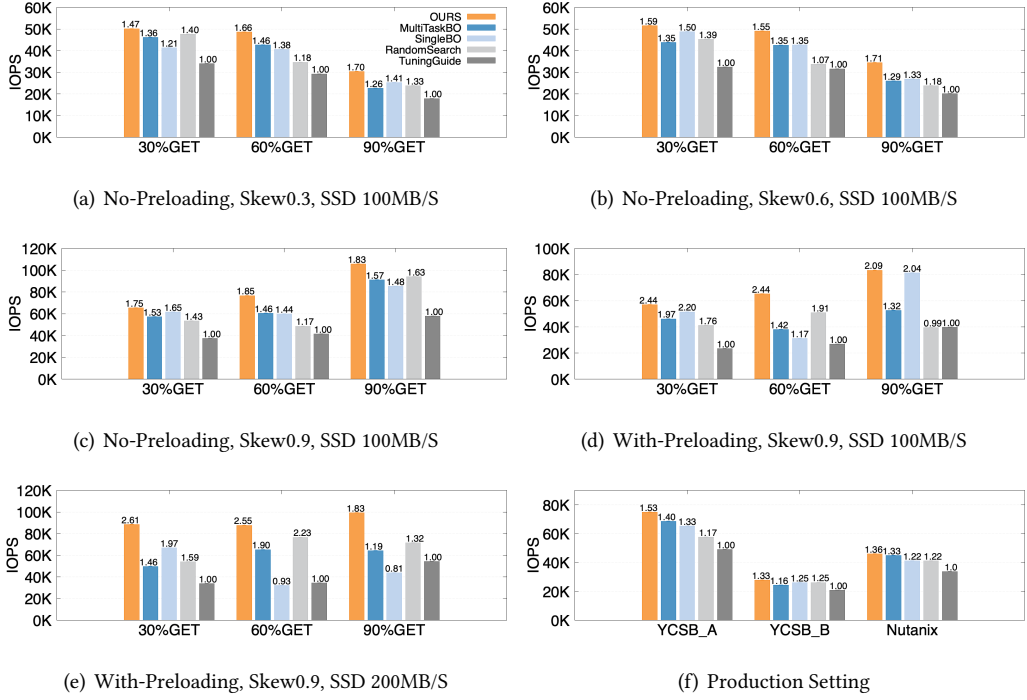 60K
50K
40K
30K
20K
10K
0K
IOPS
1.47
1.36
1.21
1.40
1.00
1.66
1.46
1.38
1.18
1.00
1.70
1.26
1.41
1.33
1.00
OURS
MultiTaskBO
SingleBO
RandomSearch
TuningGuide
30%GET
60%GET
90%GET
(a) No-Preloading, Skew0.3, SSD 100MB/S
60K
50K
40K
30K
20K
10K
0K
IOPS
1.59
1.35
1.50
1.39
1.00
1.55
1.35
1.35
1.07
1.00
1.71
1.29
1.33
1.18
1.00
30%GET
60%GET
90%GET
(b) No-Preloading, Skew0.6, SSD 100MB/S
120K
100K
80K
60K
40K
20K
0K
IOPS
1.75
1.53
1.65
1.43
1.00
1.85
1.46
1.44
1.17
1.00
1.83
1.57
1.48
1.63
1.00
30%GET
60%GET
90%GET
(c) No-Preloading, Skew0.9, SSD 100MB/S
100K
80K
60K
40K
20K
0K
IOPS
2.44
1.97
2.20
1.76
1.00
2.44
1.42
1.17
1.91
1.00
2.09
1.32
2.04
0.99
1.00
30%GET
60%GET
90%GET
(d) With-Preloading, Skew0.9, SSD 100MB/S
120K
100K
80K
60K
40K
20K
0K
IOPS
2.61
1.46
1.97
1.59
1.00
2.55
1.90
0.93
2.23
1.00
1.83
1.19
0.81
1.32
1.00
30%GET
60%GET
90%GET
(e) With-Preloading, Skew0.9, SSD 200MB/S
80K
60K
40K
20K
0K
IOPS
1.53
1.40
1.33
1.17
1.00
1.33
1.16
1.25
1.25
1.00
1.36
1.33
1.22
1.22
1.0
YCSB_A
YCSB_B
Nutanix
(f) Production Setting